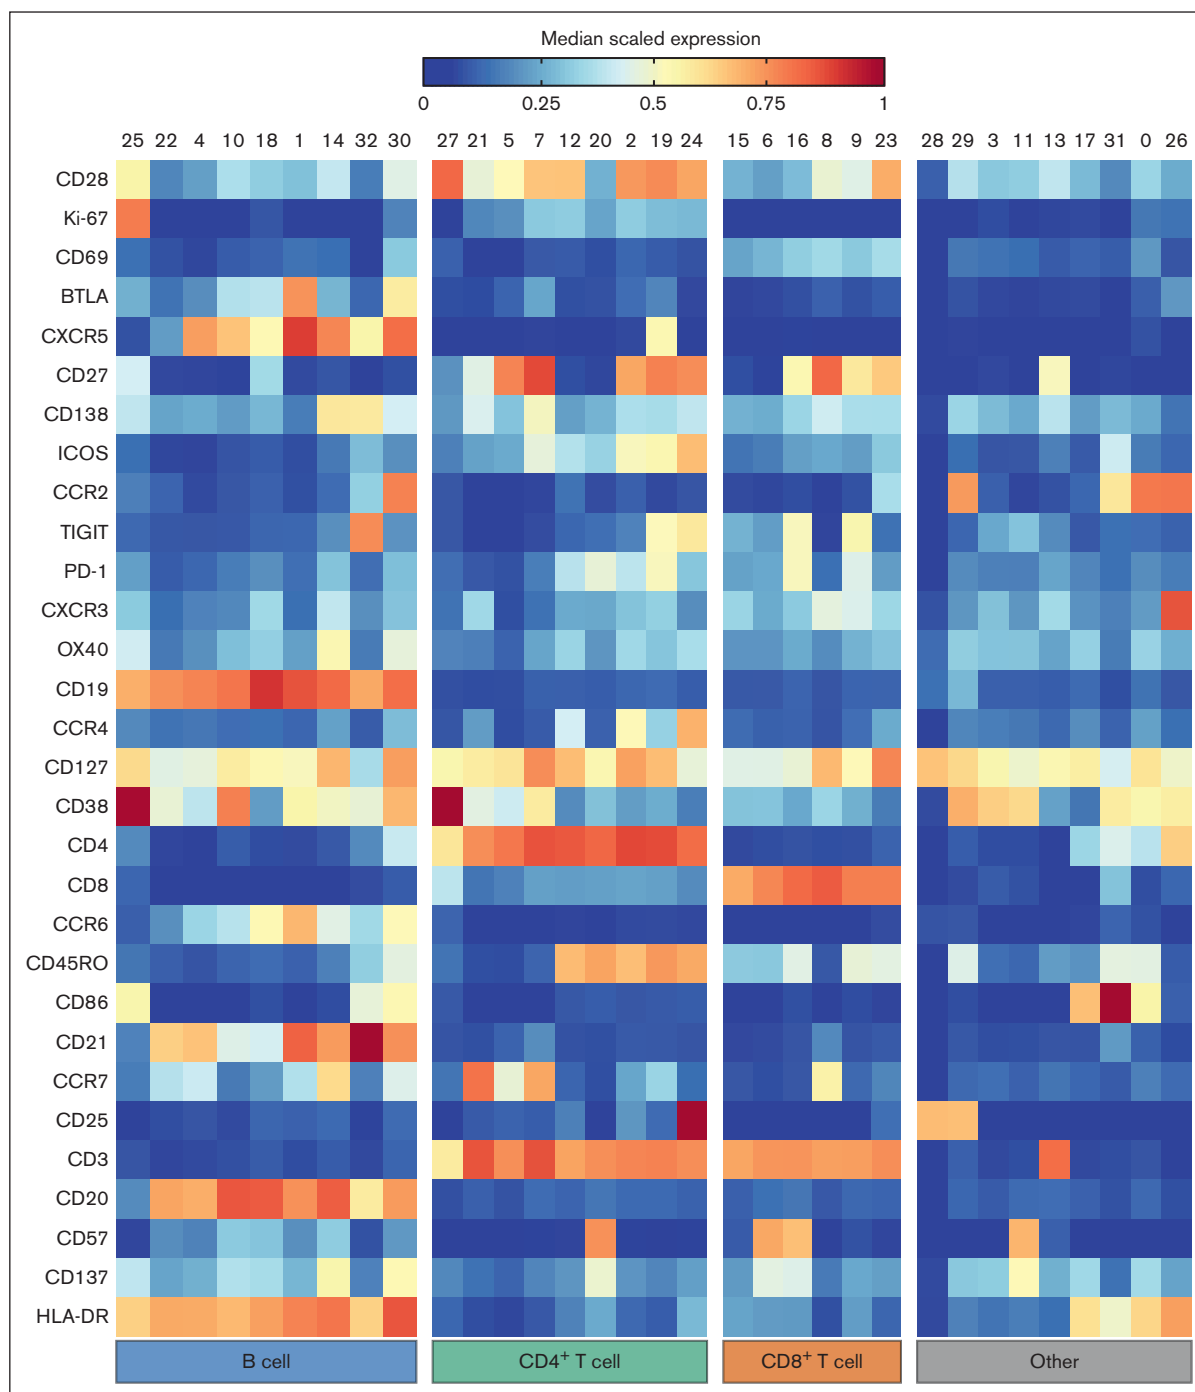 Median scaled expression
0 0.25 0.5 0.75 1
25 22 4 10 18 1 14 32 30 27 21 5 7 12 20 2 19 24 15 6 16 8 9 23 28 29 3 11 13 17 31 0 26
CD28
Ki-67
CD69
BTLA
CXCR5
CD27
CD138
ICOS
CCR2
TIGIT
PD-1
CXCR3
OX40
CD19
CCR4
CD127
CD38
CD4
CD8
CCR6
CD45RO
CD86
CD21
CCR7
CD25
CD3
CD20
CD57
CD137
HLA-DR
B cell CD4⁺ T cell CD8⁺ T cell Other